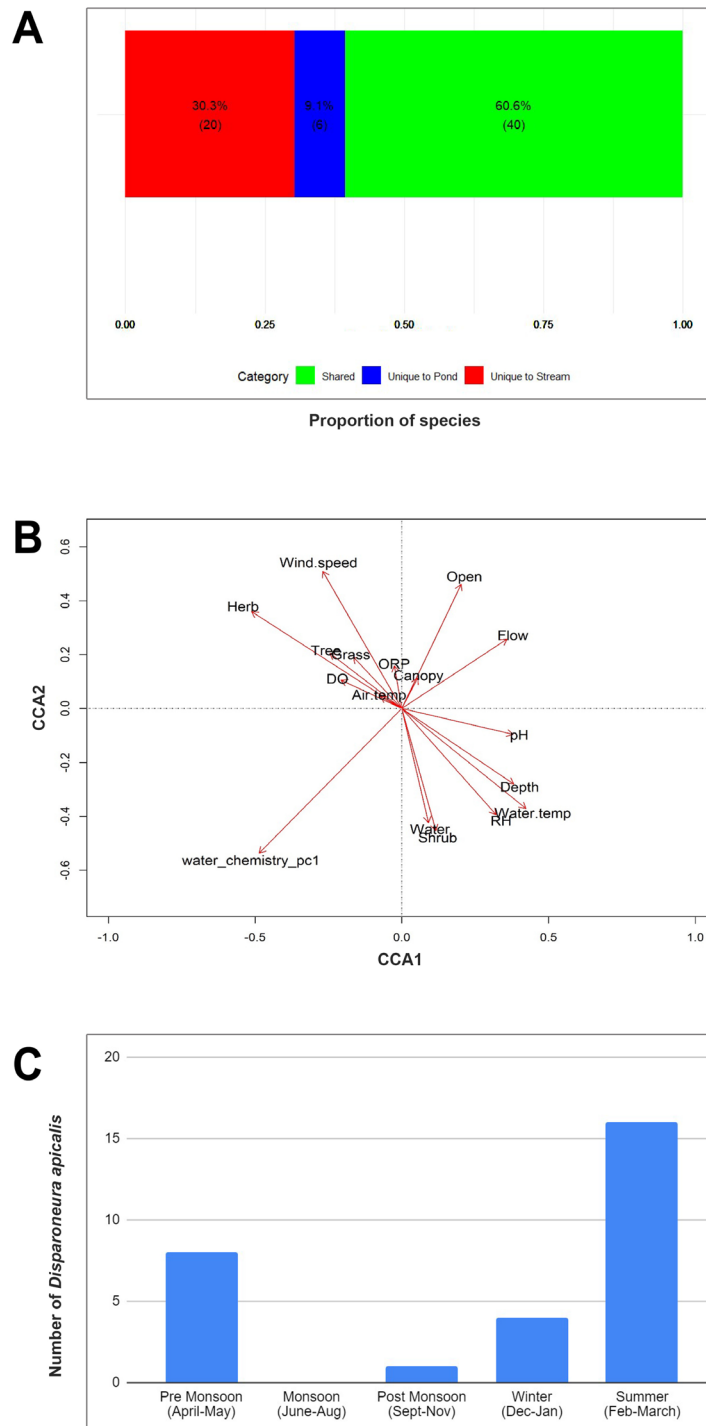 A
30.3% 9.1% 60.6%
(20) (6) (40)
0.00 0.25 0.50 0.75 1.00
Category Shared Unique to Pond Unique to Stream
Proportion of species
B
0.6
0.4
0.2
0.0
-0.2
-0.4
-0.6
CCA2
Wind.speed
Open
Herb
Flow
Tree
Grass
ORP
Canopy
DO
Air.temp
pH
Depth
Water.temp
RH
Water
Shrub
water_chemistry_pc1
-1.0 -0.5 0.0 0.5 1.0
CCA1
C
Number of Disparoneura apicalis
20
15
10
5
0
Pre Monsoon Monsoon Post Monsoon Winter Summer
(April-May) (June-Aug) (Sept-Nov) (Dec-Jan) (Feb-March)